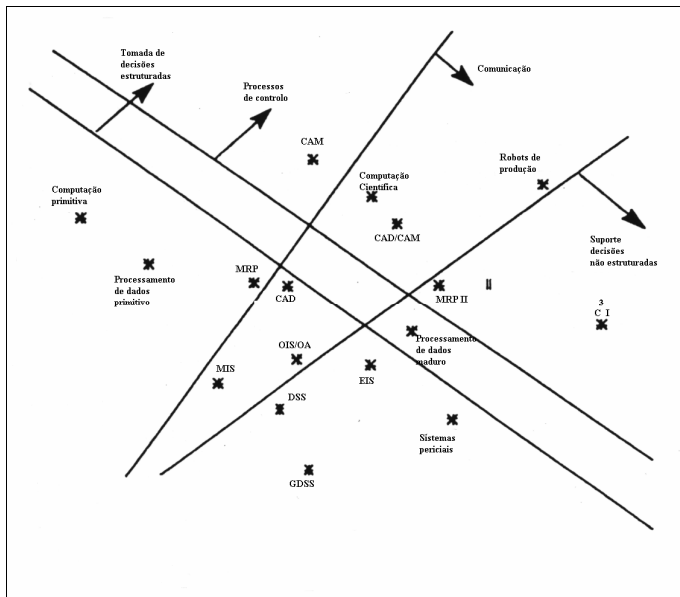 Tomada de
decisões
estruturadas
Processos
de controlo
Comunicação
CAM
Robots de
produção
Computação
Científica
Computação
primitiva
CAD/CAM
Suporte
decisões
não estruturadas
MRP
Processamento
de dados
primitivo
CAD
MRP II
3
C I
OIS/OA
Processamento
de dados
maduro
MIS
EIS
DSS
Sistemas
periciais
GDSS